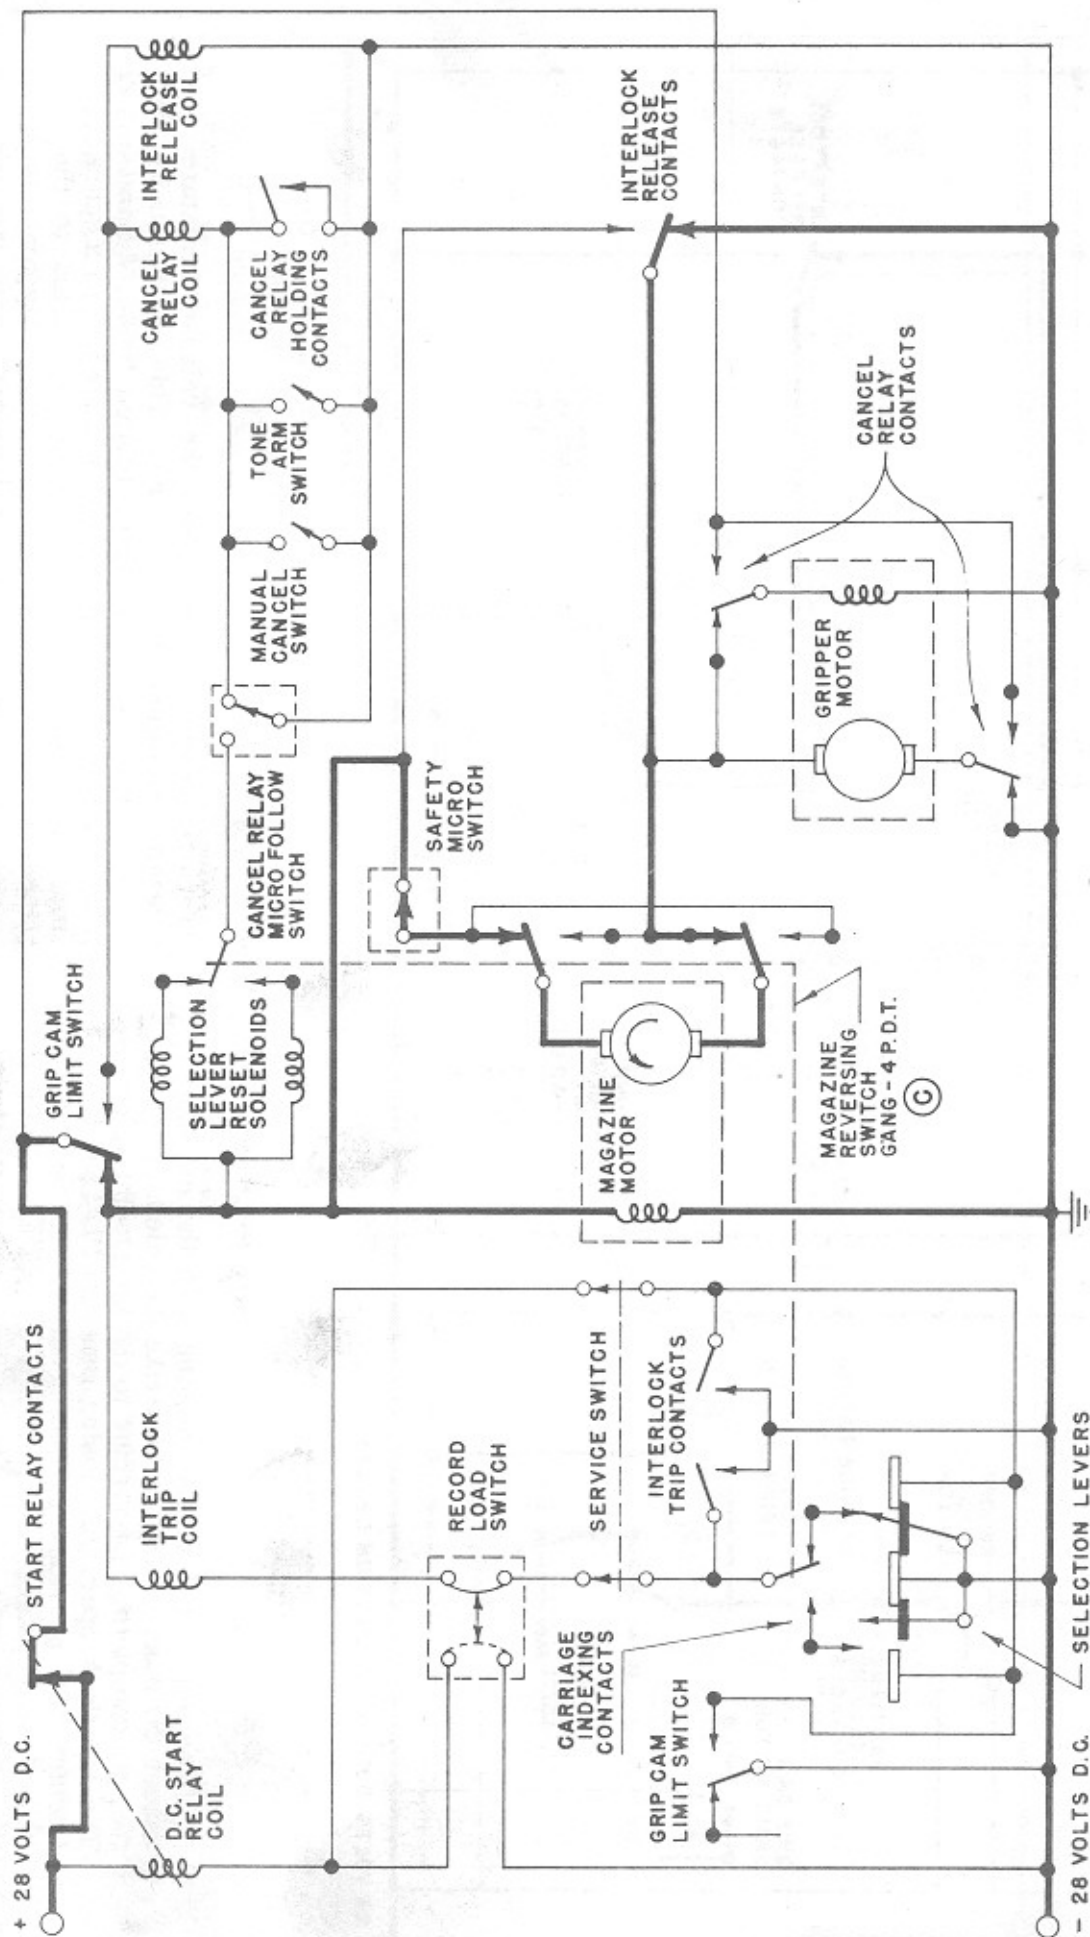 + 28 VOLTS D.C.
START RELAY CONTACTS
D.C. START
RELAY
COIL
INTERLOCK
TRIP
COIL
GRIP CAM
LIMIT SWITCH
SELECTION
LEVER
RESET
SOLENOIDS
CANCEL RELAY
MICRO FOLLOW
SWITCH
MANUAL
CANCEL
SWITCH
TONE
ARM
SWITCH
CANCEL
RELAY
COIL
INTERLOCK
RELEASE
COIL
CANCEL
RELAY
HOLDING
CONTACTS
RECORD
LOAD
SWITCH
SAFETY
MICRO
SWITCH
SERVICE SWITCH
INTERLOCK
TRIP CONTACTS
MAGAZINE
MOTOR
INTERLOCK
RELEASE
CONTACTS
CARRIAGE
INDEXING
CONTACTS
GRIP CAM
LIMIT SWITCH
MAGAZINE
REVERSING
SWITCH
GANG - 4 P.D.T.
C
GRIPPER
MOTOR
CANCEL
RELAY
CONTACTS
- 28 VOLTS D.C.
SELECTION LEVERS